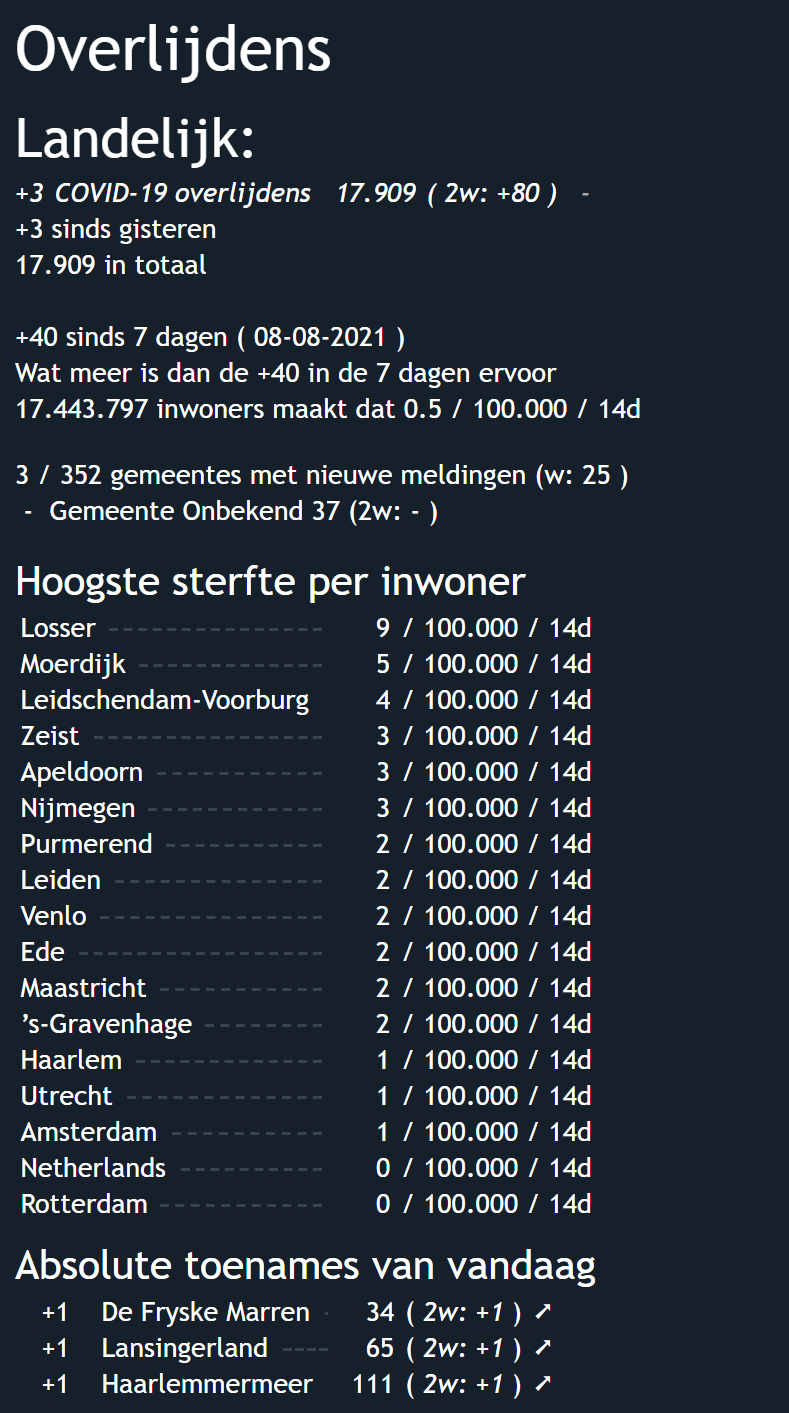 Overlijdens
Landelijk:
+3 COVID-19 overlijdens 17.909 ( 2w: +80 ) -
+3 sinds gisteren
17.909 in totaal
+40 sinds 7 dagen ( 08-08-2021 )
Wat meer is dan de +40 in de 7 dagen ervoor
17.443.797 inwoners maakt dat 0.5 / 100.000 / 14d
3 / 352 gemeentes met nieuwe meldingen (w: 25 )
- Gemeente Onbekend 37 (2w: - )
Hoogste sterfte per inwoner
Losser --------------- 9 / 100.000 / 14d
Moerdijk ------------- 5 / 100.000 / 14d
Leidschendam-Voorburg 4 / 100.000 / 14d
Zeist ---------------- 3 / 100.000 / 14d
Apeldoorn ------------ 3 / 100.000 / 14d
Nijmegen ------------ 3 / 100.000 / 14d
Purmerend ----------- 2 / 100.000 / 14d
Leiden --------------- 2 / 100.000 / 14d
Venlo ---------------- 2 / 100.000 / 14d
Ede ----------------- 2 / 100.000 / 14d
Maastricht ----------- 2 / 100.000 / 14d
’s-Gravenhage -------- 2 / 100.000 / 14d
Haarlem ------------- 1 / 100.000 / 14d
Utrecht -------------- 1 / 100.000 / 14d
Amsterdam ----------- 1 / 100.000 / 14d
Netherlands ---------- 0 / 100.000 / 14d
Rotterdam ----------- 0 / 100.000 / 14d
Absolute toenames van vandaag
+1 De Fryske Marren - 34 ( 2w: +1 ) ➚
+1 Lansingerland ---- 65 ( 2w: +1 ) ➚
+1 Haarlemmermeer 111 ( 2w: +1 ) ➚